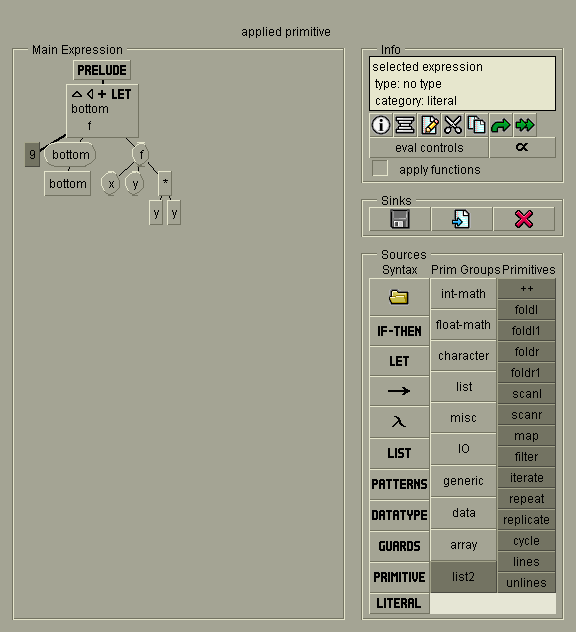 applied primitive
Main Expression
PRELUDE
LET
bottom
f
9
bottom
f
bottom
x
y
*
y
y
Info
selected expression
type: no type
category: literal
eval controls
∝
apply functions
Sinks
Sources
Syntax Prim Groups Primitives
IF-THEN
LET
→
λ
LIST
PATTERNS
DATATYPE
GUARDS
PRIMITIVE
LITERAL
int-math
float-math
character
list
misc
IO
generic
data
array
list2
++
foldl
foldl1
foldr
foldr1
scanl
scanr
map
filter
iterate
repeat
replicate
cycle
lines
unlines